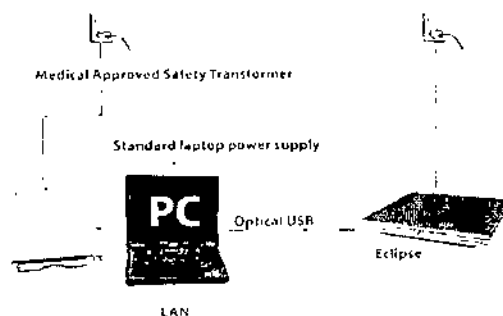 Medical Approved Safety Transformer
Standard laptop power supply
PC
Optical USB
Eclipse
LAN